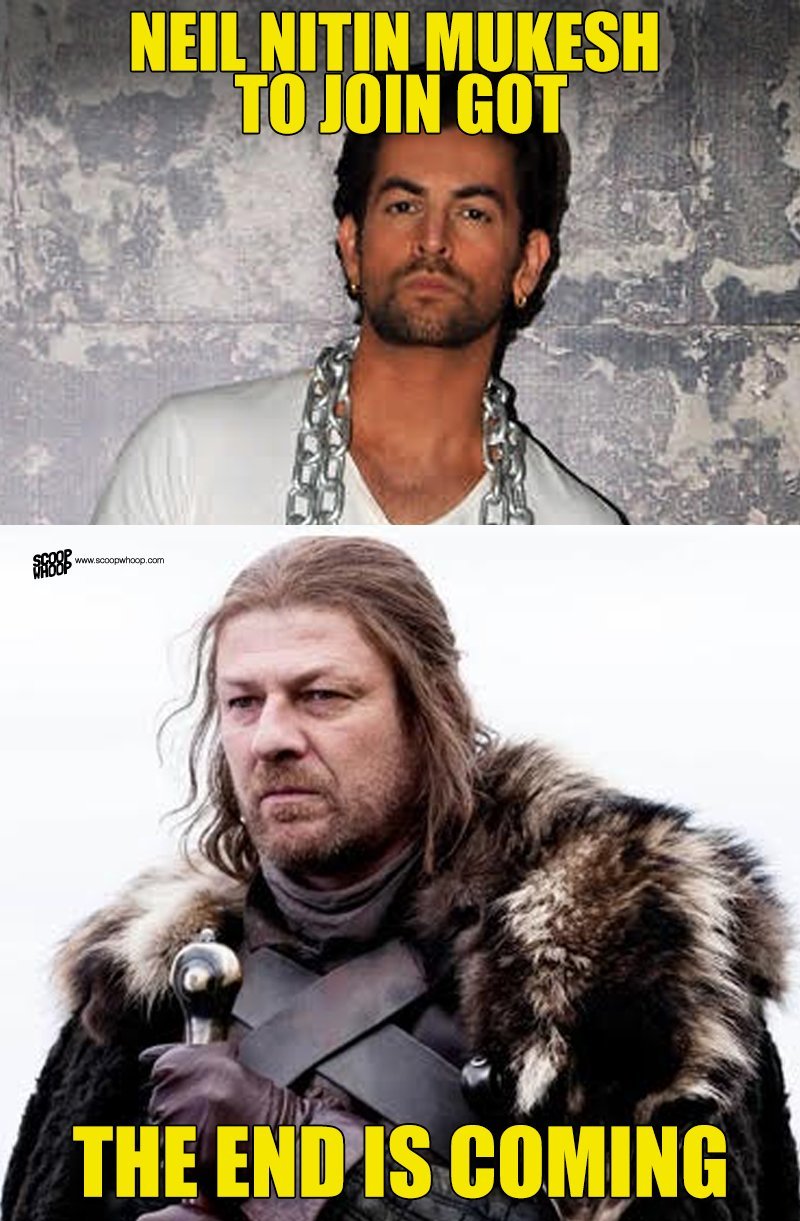 NEIL NITIN MUKESH
TO JOIN GOT
SCOOP
WHOOP
www.scoopwhoop.com
THE END IS COMING